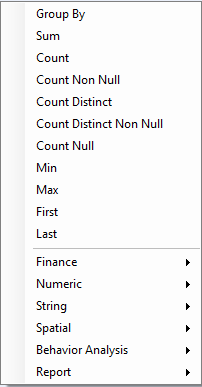 Group By
Sum
Count
Count Non Null
Count Distinct
Count Distinct Non Null
Count Null
Min
Max
First
Last
Finance
Numeric
String
Spatial
Behavior Analysis
Report